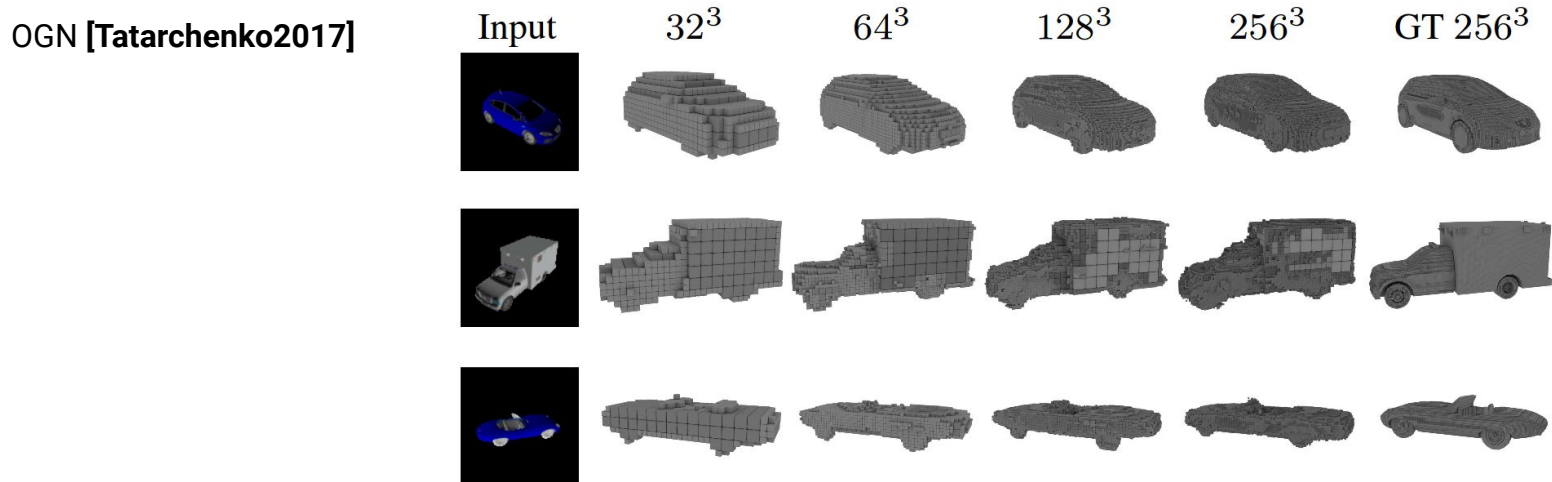 OGN [Tatarchenko2017]
Input 32³ 64³ 128³ 256³ GT 256³